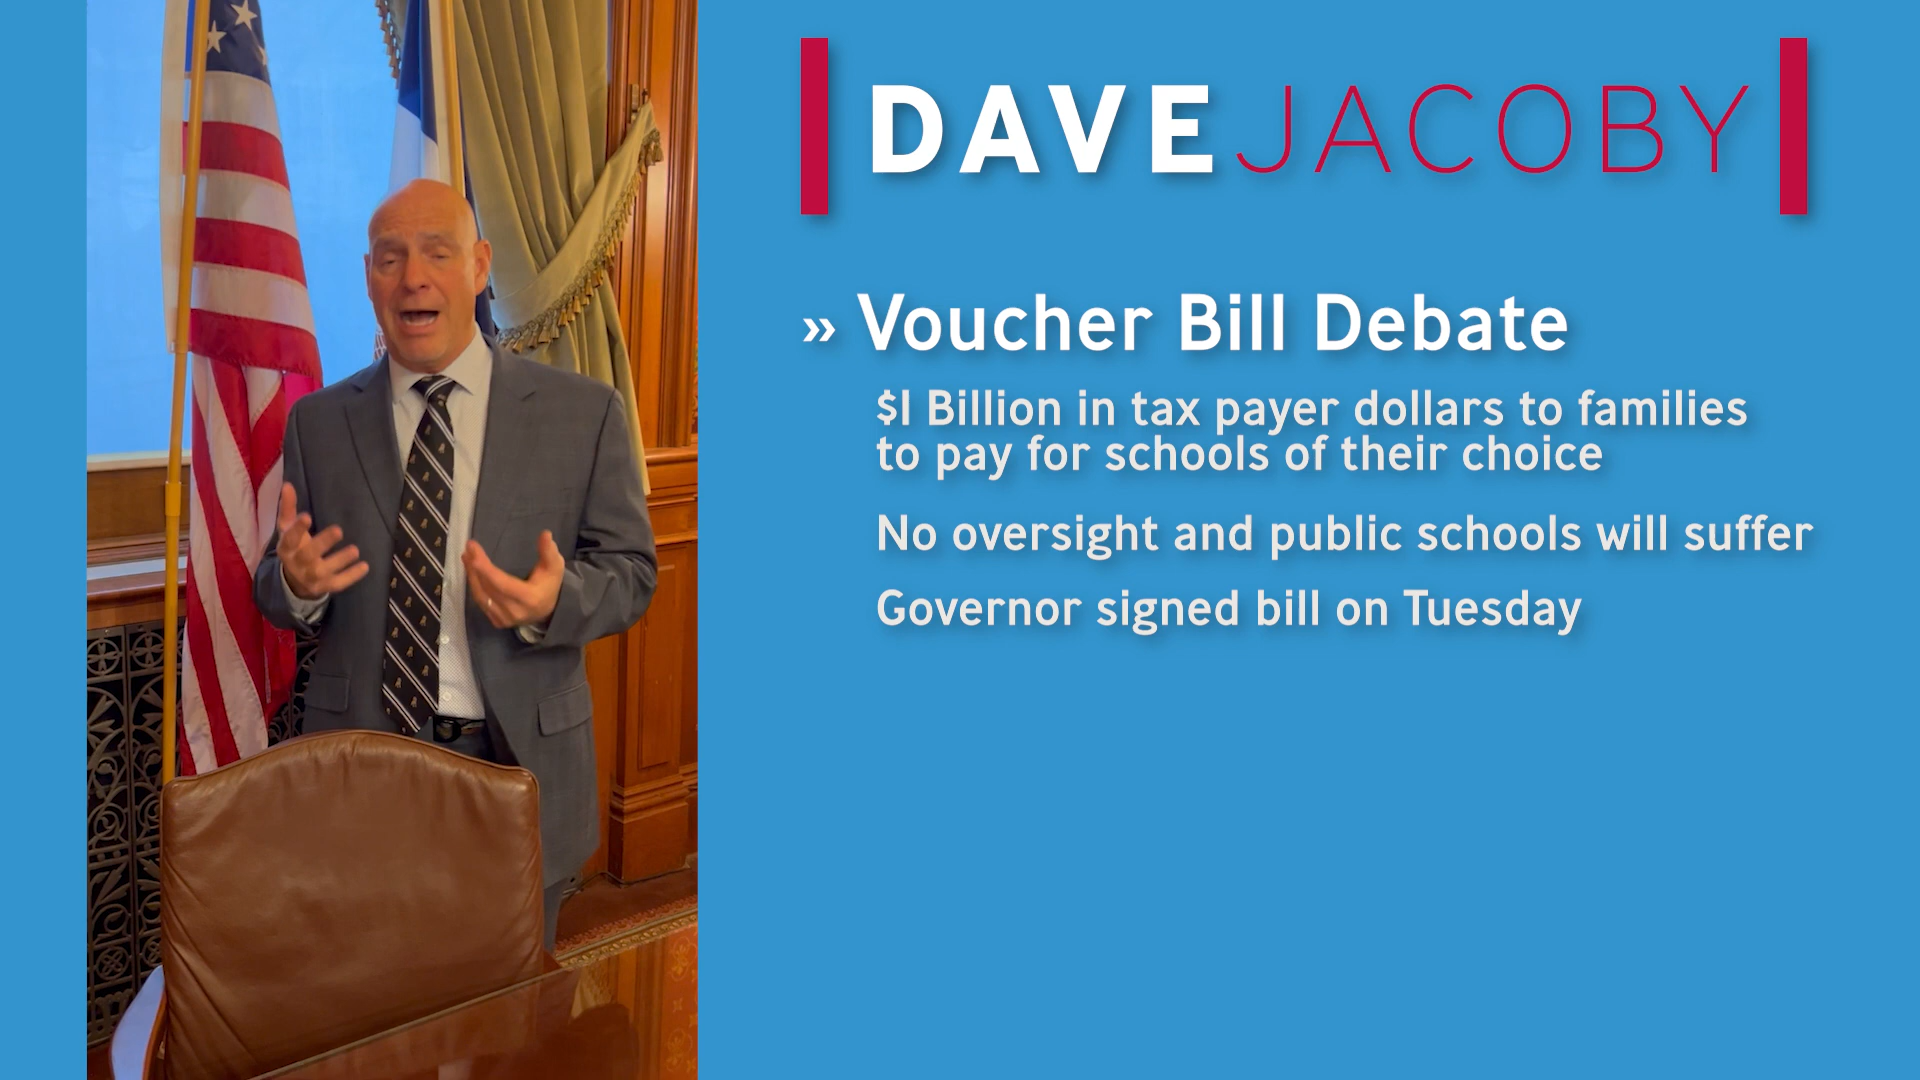 DAVE JACOBY
» Voucher Bill Debate
$1 Billion in tax payer dollars to families
to pay for schools of their choice
No oversight and public schools will suffer
Governor signed bill on Tuesday